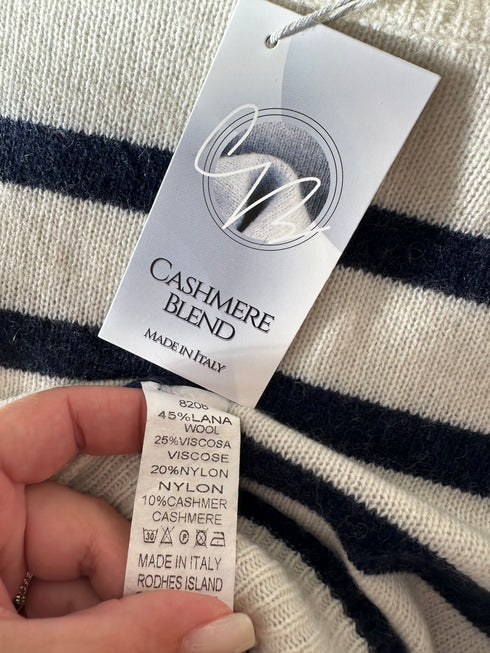 CASHMERE
BLEND
MADE IN ITALY
8206
45%LANA
WOOL
25%VISCOSA
VISCOSE
20%NYLON
NYLON
10%CASHMER
CASHMERE
30
MADE IN ITALY
RODHES ISLAND